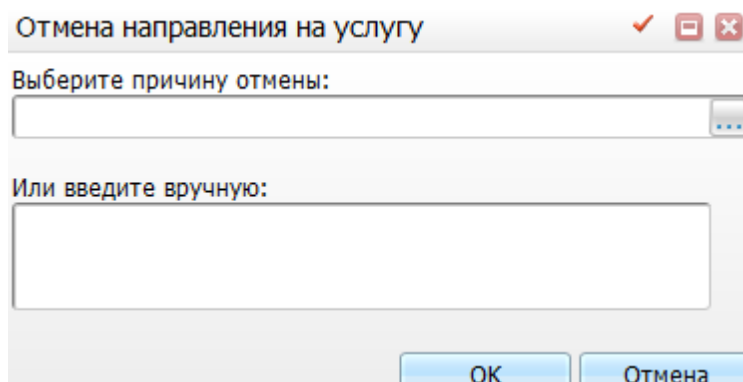 Отмена направления на услугу
Выберите причину отмены:
...
Или введите вручную:
OK
Отмена